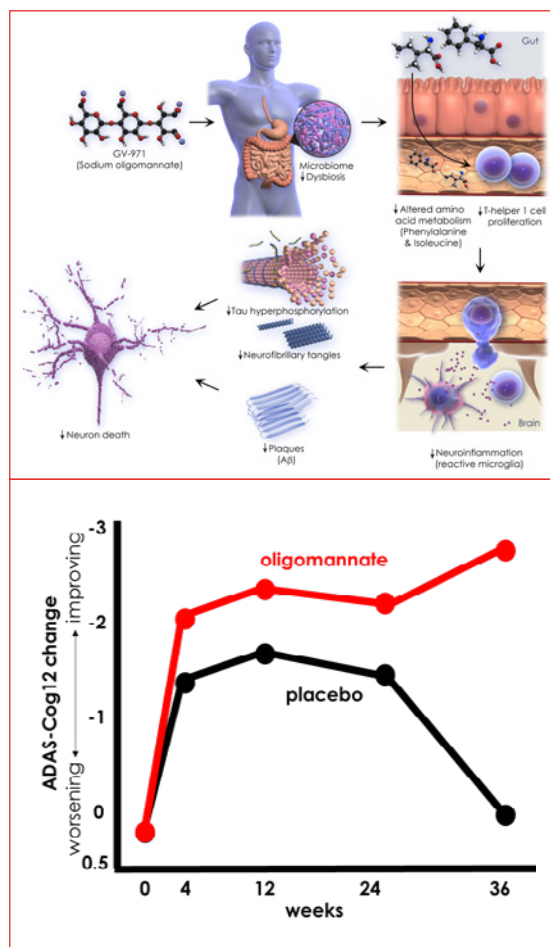 Gut
GV-971
(Sodium oligomannate)
Microbiome
↓Dysbiosis
↓Altered amino
acid metabolism
(Phenylalanine
& Isoleucine)
↓T-helper 1 cell
proliferation
↓Tau hyperphosphorylation
↓Neurofibrillary tangles
↓Plaques
(Aβ)
↓Neuron death
Brain
↓Neuroinflammation
(reactive microglia)
ADAS-Cog12 change
worsening
improving
-3
-2
-1
0
0.5
oligomannate
placebo
0 4 12 24 36
weeks